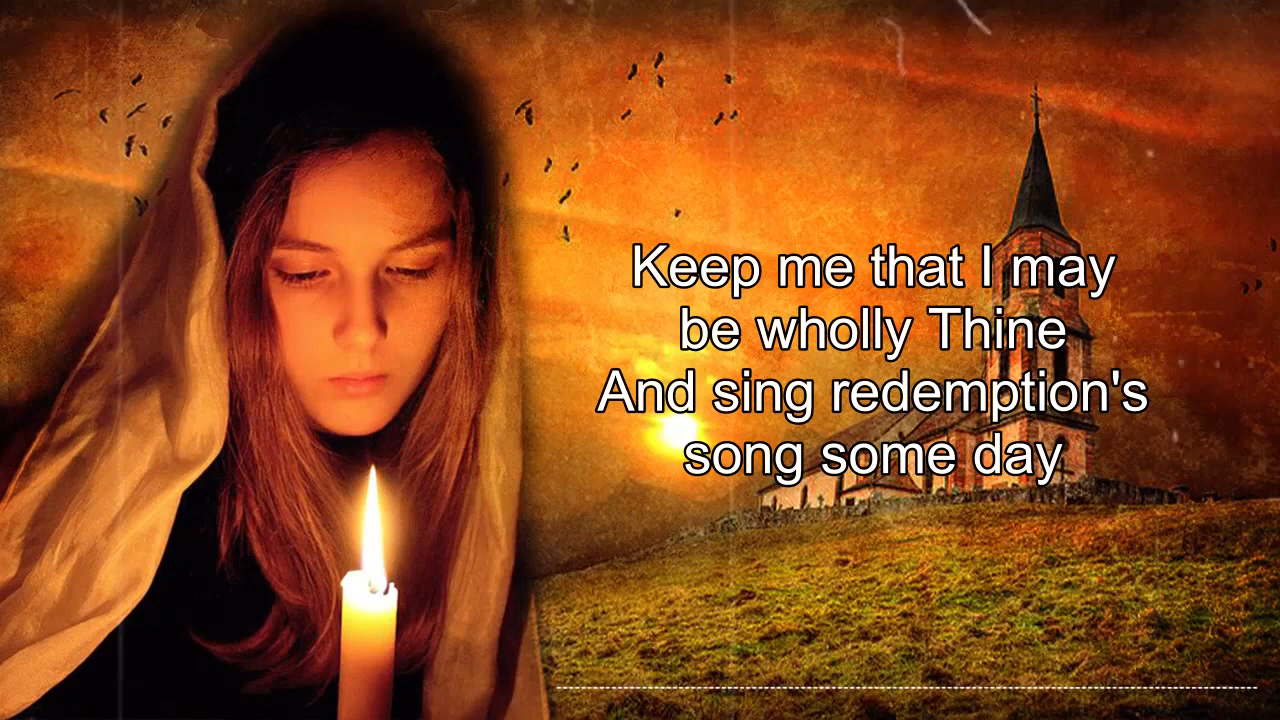 Keep me that I may
be wholly Thine
And sing redemption's
song some day